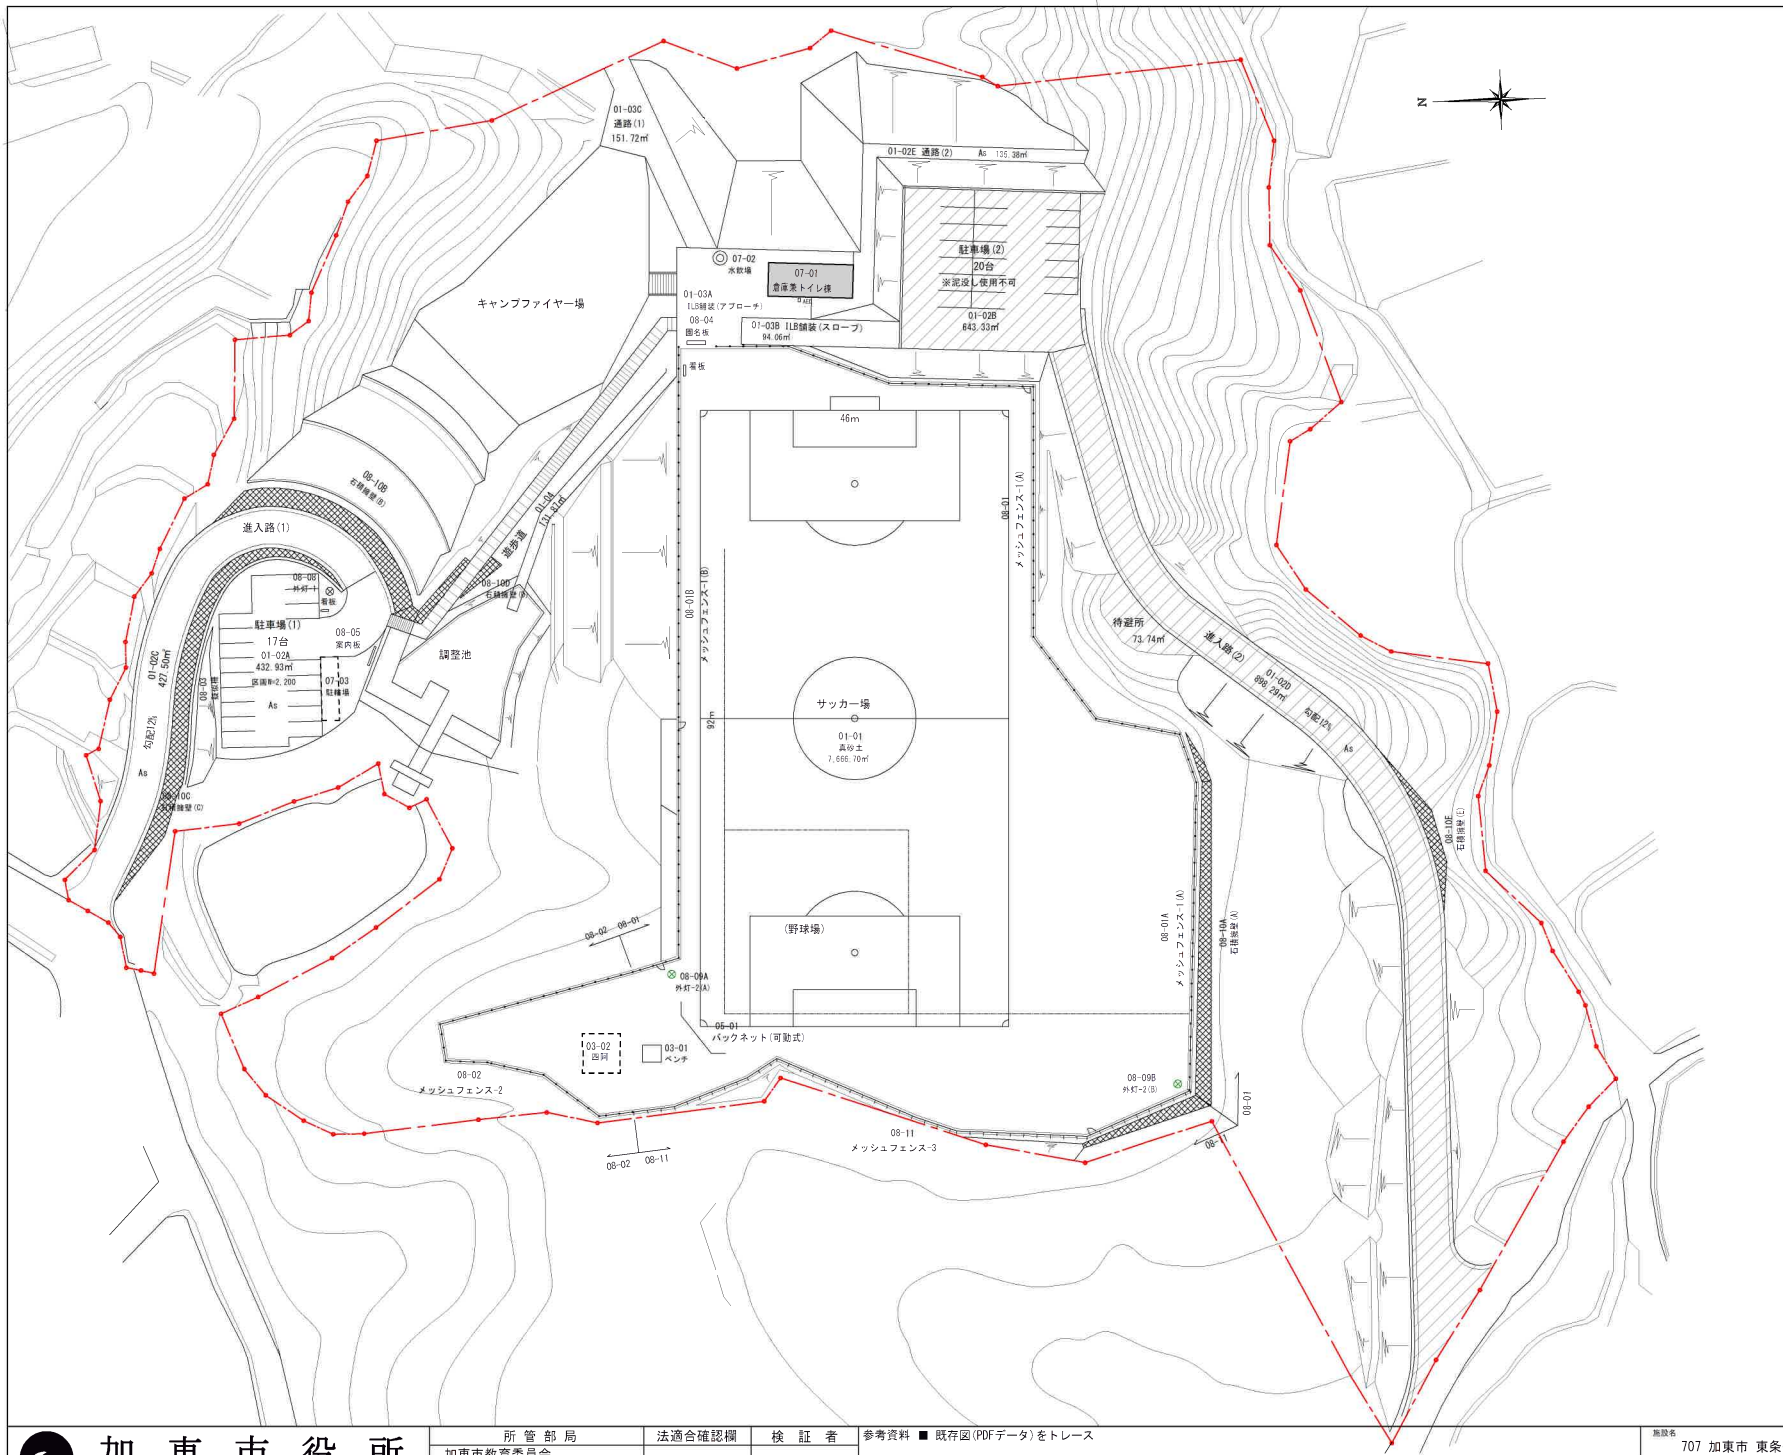 N
01-03C
通路(1)
151.72㎡
01-02E 通路(2) As 135.38㎡
07-02
水飲場
07-01
倉庫兼トイレ棟
AED
駐車場(2)
20台
※泥没し使用不可
01-02B
643.33㎡
キャンプファイヤー場
01-03A
ILB舗装(アプローチ)
08-04
園名板
01-03B ILB舗装(スロープ)
94.06㎡
看板
46m
08-10B
石積擁壁(B)
01-04
131.87㎡
遊歩道
08-01
メッシュフェンス-1(A)
進入路(1)
08-08
外灯-1
看板
08-10D
石積擁壁(D)
08-01B
メッシュフェンス-1(B)
待避所
73.74㎡
進入路(2)
01-02D
898.29㎡
勾配12%
As
駐車場(1)
17台
01-02A
432.93㎡
区画W=2,200
As
08-05
案内板
07-03
駐輪場
調整池
01-02C
427.50㎡
08-03
勾配12%
As
石積擁壁(C)
92m
サッカー場
01-01
真砂土
7,666.70㎡
08-10E
石積擁壁(E)
(野球場)
08-01A
メッシュフェンス-1(A)
08-10A
石積擁壁(A)
08-02 08-01
08-09A
外灯-2(A)
05-01
バックネット(可動式)
03-02
四阿
03-01
ベンチ
08-02
メッシュフェンス-2
08-09B
外灯-2(B)
08-01
08-11
メッシュフェンス-3
08-02 08-11
加東市役所
所管部局
法適合確認欄
検証者
参考資料 ■ 既存図(PDFデータ)をトレース
加東市教育委員会
施設名
707 加東市 東条